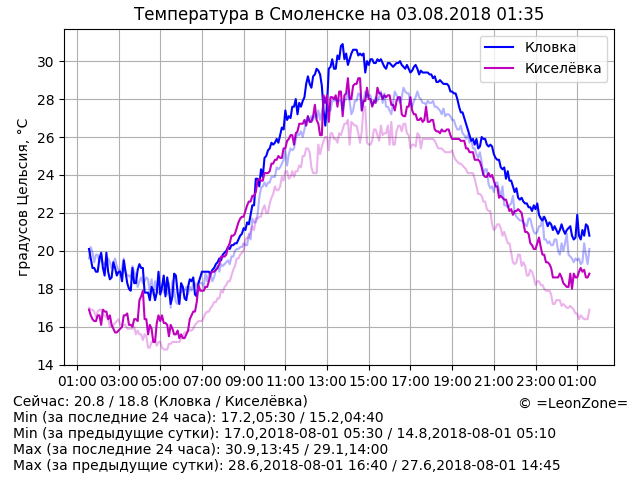 Температура в Смоленске на 03.08.2018 01:35
Кловка
Киселёвка
градусов Цельсия, °C
30
28
26
24
22
20
18
16
14
01:00 03:00 05:00 07:00 09:00 11:00 13:00 15:00 17:00 19:00 21:00 23:00 01:00
Сейчас: 20.8 / 18.8 (Кловка / Киселёвка)
© =LeonZone=
Min (за последние 24 часа): 17.2,05:30 / 15.2,04:40
Min (за предыдущие сутки): 17.0,2018-08-01 05:30 / 14.8,2018-08-01 05:10
Max (за последние 24 часа): 30.9,13:45 / 29.1,14:00
Max (за предыдущие сутки): 28.6,2018-08-01 16:40 / 27.6,2018-08-01 14:45